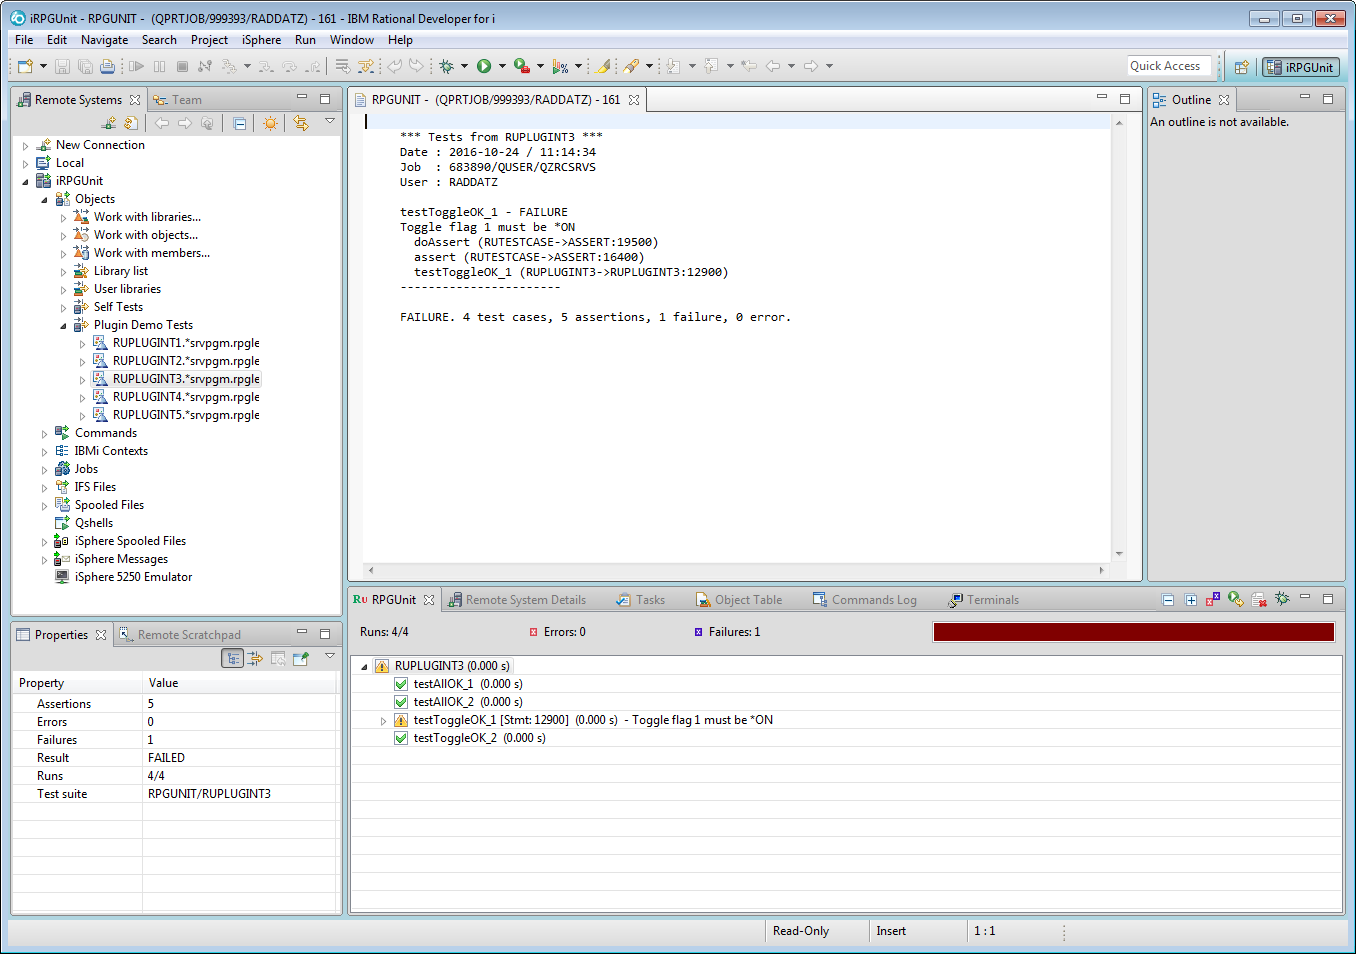 iRPGUnit - RPGUNIT -  (QPRTJOB/999393/RADDATZ) - 161 - IBM Rational Developer for i
File Edit Navigate Search Project iSphere Run Window Help
Quick Access
iRPGUnit
Remote Systems
Team
New Connection
Local
iRPGUnit
Objects
Work with libraries...
Work with objects...
Work with members...
Library list
User libraries
Self Tests
Plugin Demo Tests
RUPLUGINT1.*srvpgm.rpgle
RUPLUGINT2.*srvpgm.rpgle
RUPLUGINT3.*srvpgm.rpgle
RUPLUGINT4.*srvpgm.rpgle
RUPLUGINT5.*srvpgm.rpgle
Commands
IBMi Contexts
Jobs
IFS Files
Spooled Files
Qshells
iSphere Spooled Files
iSphere Messages
iSphere 5250 Emulator
RPGUNIT -  (QPRTJOB/999393/RADDATZ) - 161
*** Tests from RUPLUGINT3 ***
Date : 2016-10-24 / 11:14:34
Job  : 683890/QUSER/QZRCSRVS
User : RADDATZ
testToggleOK_1 - FAILURE
Toggle flag 1 must be *ON
doAssert (RUTESTCASE->ASSERT:19500)
assert (RUTESTCASE->ASSERT:16400)
testToggleOK_1 (RUPLUGINT3->RUPLUGINT3:12900)
-----------------------
FAILURE. 4 test cases, 5 assertions, 1 failure, 0 error.
Outline
An outline is not available.
Properties
Remote Scratchpad
Property Value
Assertions 5
Errors 0
Failures 1
Result FAILED
Runs 4/4
Test suite RPGUNIT/RUPLUGINT3
RU RPGUnit
Remote System Details
Tasks
Object Table
Commands Log
Terminals
Runs: 4/4
Errors: 0
Failures: 1
RUPLUGINT3 (0.000 s)
testAllOK_1  (0.000 s)
testAllOK_2  (0.000 s)
testToggleOK_1 [Stmt: 12900]  (0.000 s)  - Toggle flag 1 must be *ON
testToggleOK_2  (0.000 s)
Read-Only
Insert
1 : 1